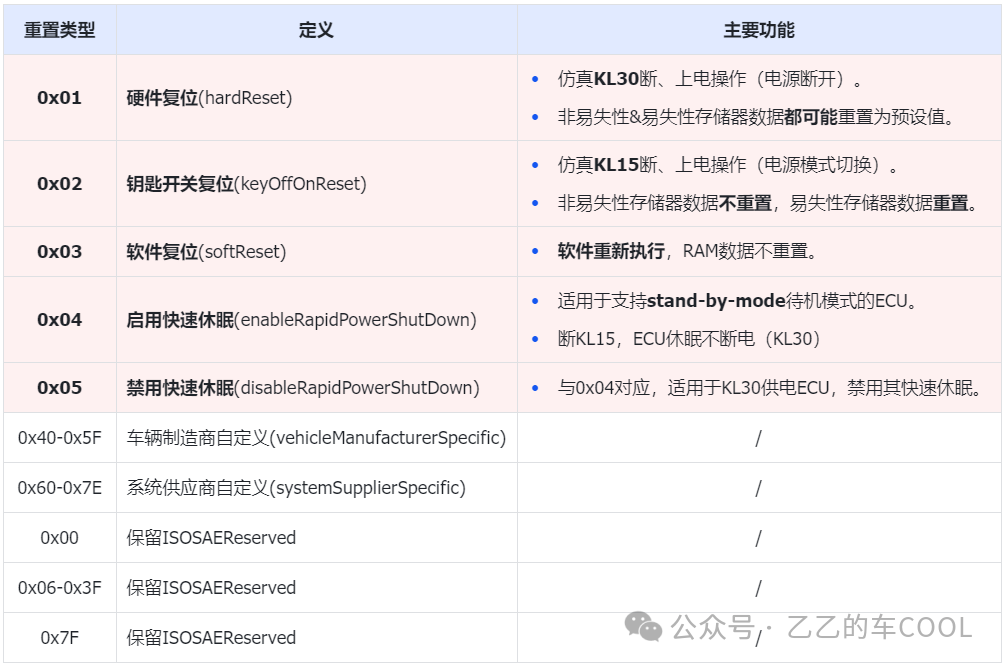 重置类型 定义 主要功能
0x01 硬件复位(hardReset)
• 仿真KL30断、上电操作（电源断开）。
• 非易失性&易失性存储器数据都可能重置为预设值。
0x02 钥匙开关复位(keyOffOnReset)
• 仿真KL15断、上电操作（电源模式切换）。
• 非易失性存储器数据不重置，易失性存储器数据重置。
0x03 软件复位(softReset)
• 软件重新执行，RAM数据不重置。
0x04 启用快速休眠(enableRapidPowerShutDown)
• 适用于支持stand-by-mode待机模式的ECU。
• 断KL15，ECU休眠不断电（KL30）
0x05 禁用快速休眠(disableRapidPowerShutDown)
• 与0x04对应，适用于KL30供电ECU，禁用其快速休眠。
0x40-0x5F 车辆制造商自定义(vehicleManufacturerSpecific) /
0x60-0x7E 系统供应商自定义(systemSupplierSpecific) /
0x00 保留ISOSAEReserved /
0x06-0x3F 保留ISOSAEReserved /
0x7F 保留ISOSAEReserved /
公众号 · 乙乙的车COOL